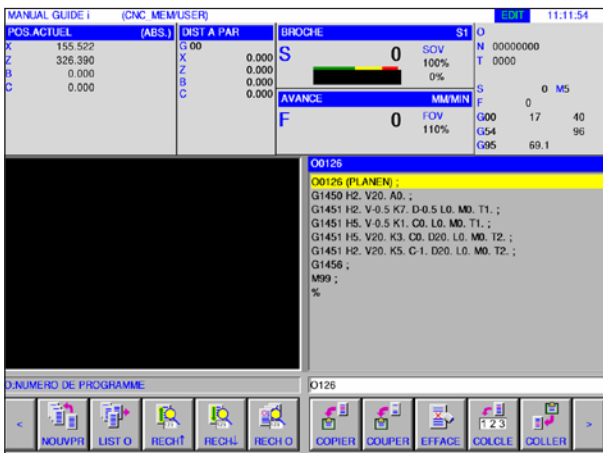 MANUAL GUIDE i (CNC_MEM/USER) EDIT 11:11:54
POS.ACTUEL (ABS.)
X 155.522
Z 326.390
B 0.000
C 0.000
DIST A PAR
G 00
X 0.000
Z 0.000
B 0.000
C 0.000
BROCHE S1
S 0 SOV 100%
0%
AVANCE MM/MIN
F 0 FOV 110%
O
N 00000000
T 0000
S 0 M5
F 0
G00 17 40
G54 96
G95 69.1
O0126
O0126 (PLANEN) ;
G1450 H2. V20. A0. ;
G1451 H2. V-0.5 K7. D-0.5 L0. M0. T1. ;
G1451 H5. V-0.5 K1. C0. L0. M0. T1. ;
G1451 H5. V20. K3. C0. D20. L0. M0. T2. ;
G1451 H2. V20. K5. C-1. D20. L0. M0. T2. ;
G1456 ;
M99 ;
%
O:NUMERO DE PROGRAMME
O126
< NOUVPR LIST O RECH↑ RECH↓ RECH O COPIER COUPER EFFACE COLCLE COLLER >